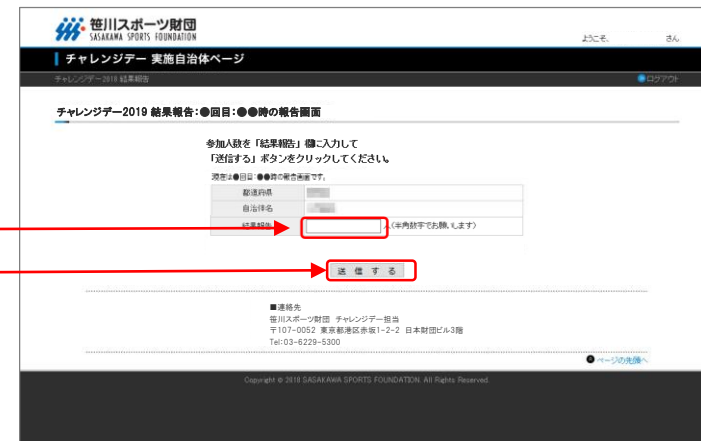 笹川スポーツ財団
SASAKAWA SPORTS FOUNDATION
ようこそ、 さん
チャレンジデー 実施自治体ページ
チャレンジデー2019 結果報告
ログアウト
チャレンジデー2019 結果報告:●回目:●●時の報告画面
参加人数を「結果報告」欄に入力して
「送信する」ボタンをクリックしてください。
現在は●回目:●●時の報告画面です。
都道府県
自治体名
結果報告 人(半角数字でお願いします)
送信する
■連絡先
笹川スポーツ財団 チャレンジデー担当
〒107-0052 東京都港区赤坂1-2-2 日本財団ビル3階
Tel:03-6229-5300
ページの先頭へ
Copyright © 2018 SASAKAWA SPORTS FOUNDATION. All Rights Reserved.